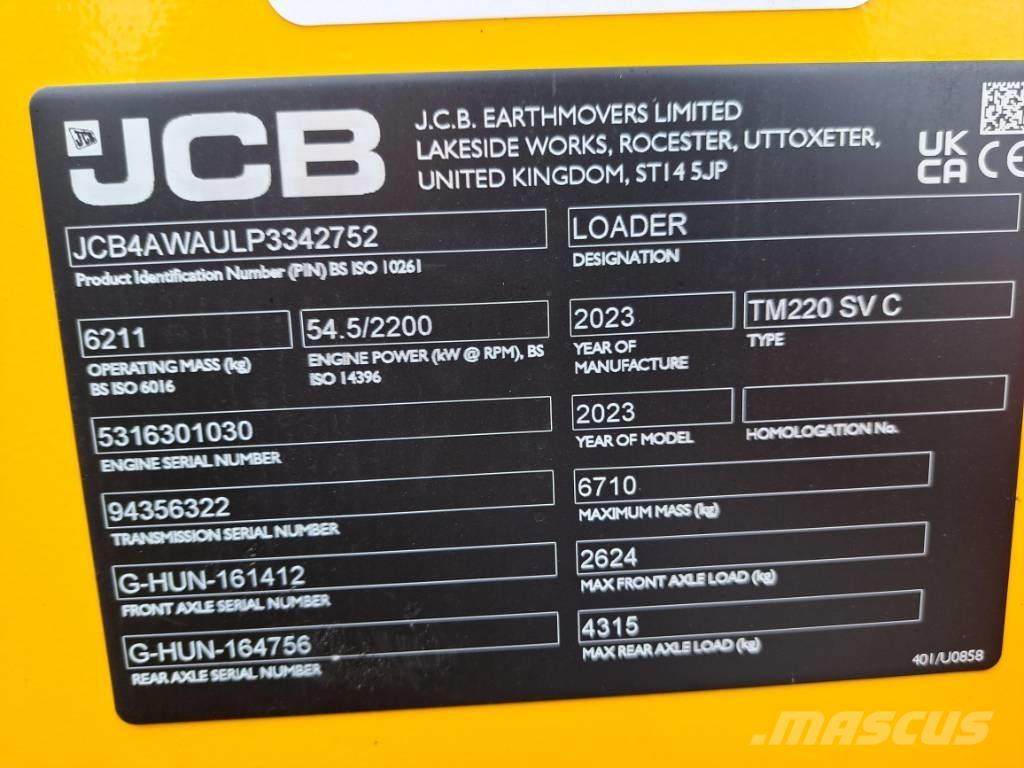 JCB
JCB
J.C.B. EARTHMOVERS LIMITED
LAKESIDE WORKS, ROCESTER, UTTOXETER,
UNITED KINGDOM, ST14 5JP
UK
CA CE
JCB4AWAULP3342752
Product Identification Number (PIN) BS ISO 10261
LOADER
DESIGNATION
6211
OPERATING MASS (kg)
BS ISO 6016
54.5/2200
ENGINE POWER (kW @ RPM), BS
ISO 14396
2023
YEAR OF
MANUFACTURE
TM220 SV C
TYPE
5316301030
ENGINE SERIAL NUMBER
2023
YEAR OF MODEL
HOMOLOGATION No.
94356322
TRANSMISSION SERIAL NUMBER
6710
MAXIMUM MASS (kg)
G-HUN-161412
FRONT AXLE SERIAL NUMBER
2624
MAX FRONT AXLE LOAD (kg)
G-HUN-164756
REAR AXLE SERIAL NUMBER
4315
MAX REAR AXLE LOAD (kg)
401/U0858
MASCUS